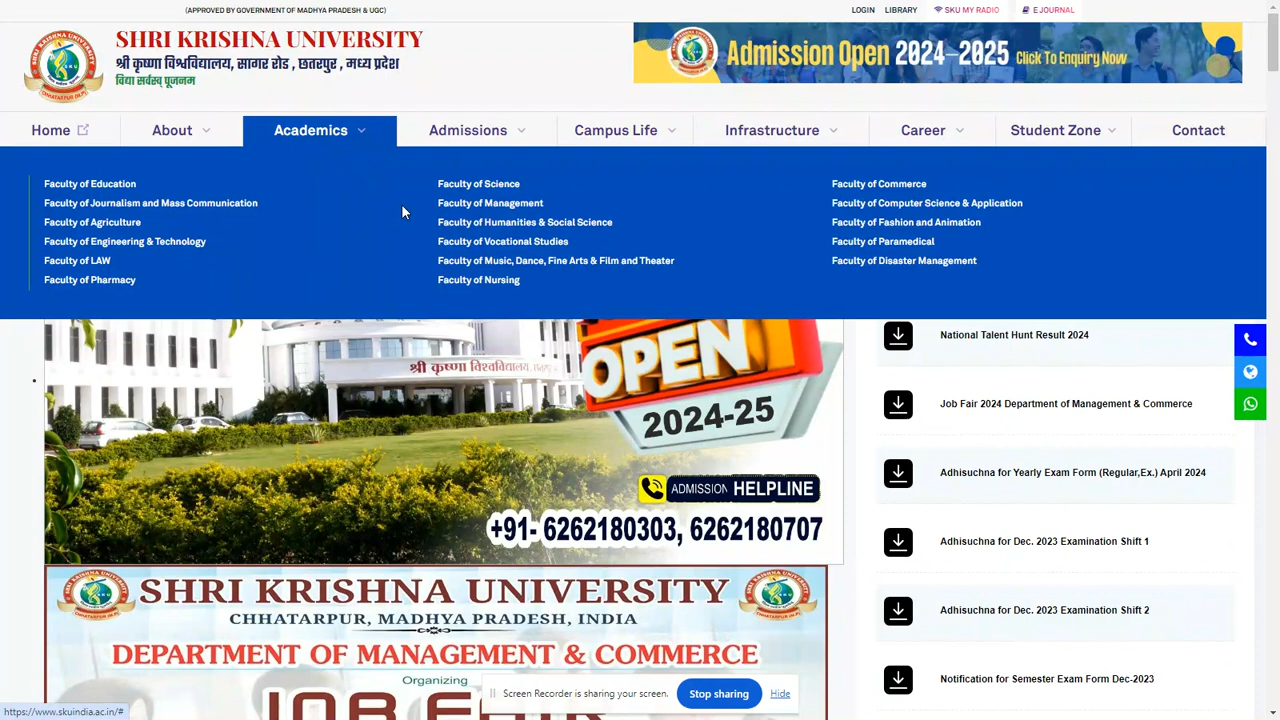 (APPROVED BY GOVERNMENT OF MADHYA PRADESH & UGC)
LOGIN LIBRARY SKU MY RADIO E JOURNAL
SHRI KRISHNA UNIVERSITY
श्री कृष्णा विश्वविद्यालय, सागर रोड , छतरपुर , मध्य प्रदेश
विद्या सर्वस्व पूजनम
Admission Open 2024-2025 Click To Enquiry Now
Home About Academics Admissions Campus Life Infrastructure Career Student Zone Contact
Faculty of Education
Faculty of Journalism and Mass Communication
Faculty of Agriculture
Faculty of Engineering & Technology
Faculty of LAW
Faculty of Pharmacy
Faculty of Science
Faculty of Management
Faculty of Humanities & Social Science
Faculty of Vocational Studies
Faculty of Music, Dance, Fine Arts & Film and Theater
Faculty of Nursing
Faculty of Commerce
Faculty of Computer Science & Application
Faculty of Fashion and Animation
Faculty of Paramedical
Faculty of Disaster Management
OPEN
2024-25
ADMISSION HELPLINE
+91- 6262180303, 6262180707
National Talent Hunt Result 2024
Job Fair 2024 Department of Management & Commerce
Adhisuchna for Yearly Exam Form (Regular,Ex.) April 2024
Adhisuchna for Dec. 2023 Examination Shift 1
Adhisuchna for Dec. 2023 Examination Shift 2
Notification for Semester Exam Form Dec-2023
SHRI KRISHNA UNIVERSITY
CHHATARPUR, MADHYA PRADESH, INDIA
DEPARTMENT OF MANAGEMENT & COMMERCE
Organizing
JOB FAIR
Screen Recorder is sharing your screen. Stop sharing Hide
https://www.skuindia.ac.in/#